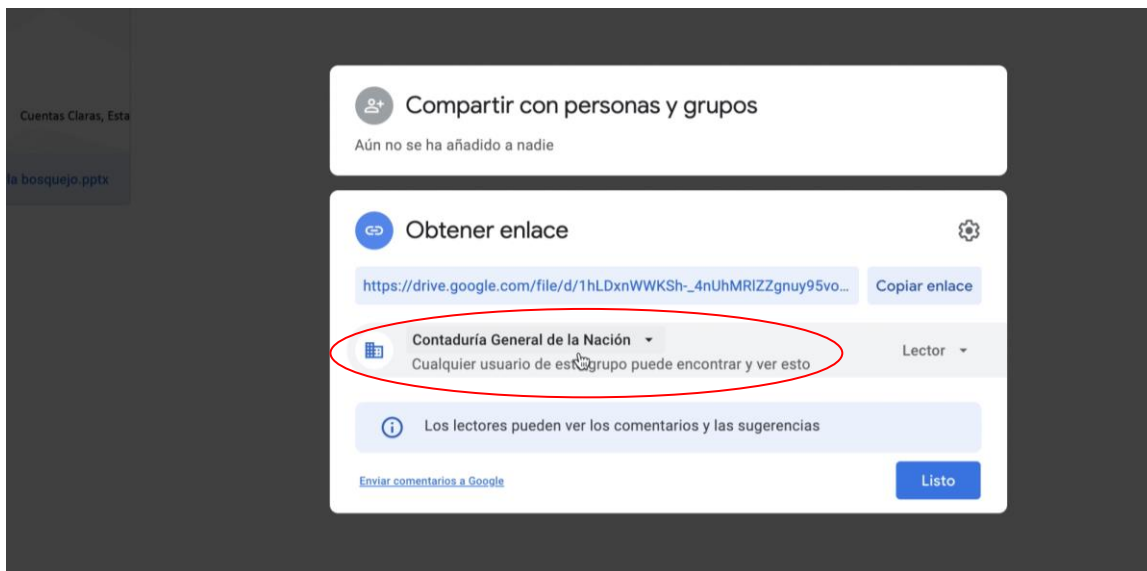 Cuentas Claras, Esta
la bosquejo.pptx
Compartir con personas y grupos
Aún no se ha añadido a nadie
Obtener enlace
https://drive.google.com/file/d/1hLDxnWWKSh-_4nUhMRlZZgnuy95vo... Copiar enlace
Contaduría General de la Nación
Cualquier usuario de este grupo puede encontrar y ver esto
Lector
Los lectores pueden ver los comentarios y las sugerencias
Enviar comentarios a Google
Listo